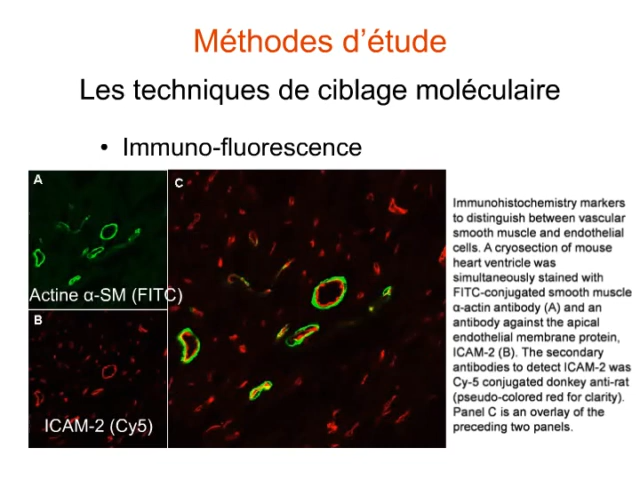 Méthodes d’étude
Les techniques de ciblage moléculaire
• Immuno-fluorescence
A
Actine α-SM (FITC)
B
ICAM-2 (Cy5)
C
Immunohistochemistry markers
to distinguish between vascular
smooth muscle and endothelial
cells. A cryosection of mouse
heart ventricle was
simultaneously stained with
FITC-conjugated smooth muscle
α-actin antibody (A) and an
antibody against the apical
endothelial membrane protein,
ICAM-2 (B). The secondary
antibodies to detect ICAM-2 was
Cy-5 conjugated donkey anti-rat
(pseudo-colored red for clarity).
Panel C is an overlay of the
preceding two panels.